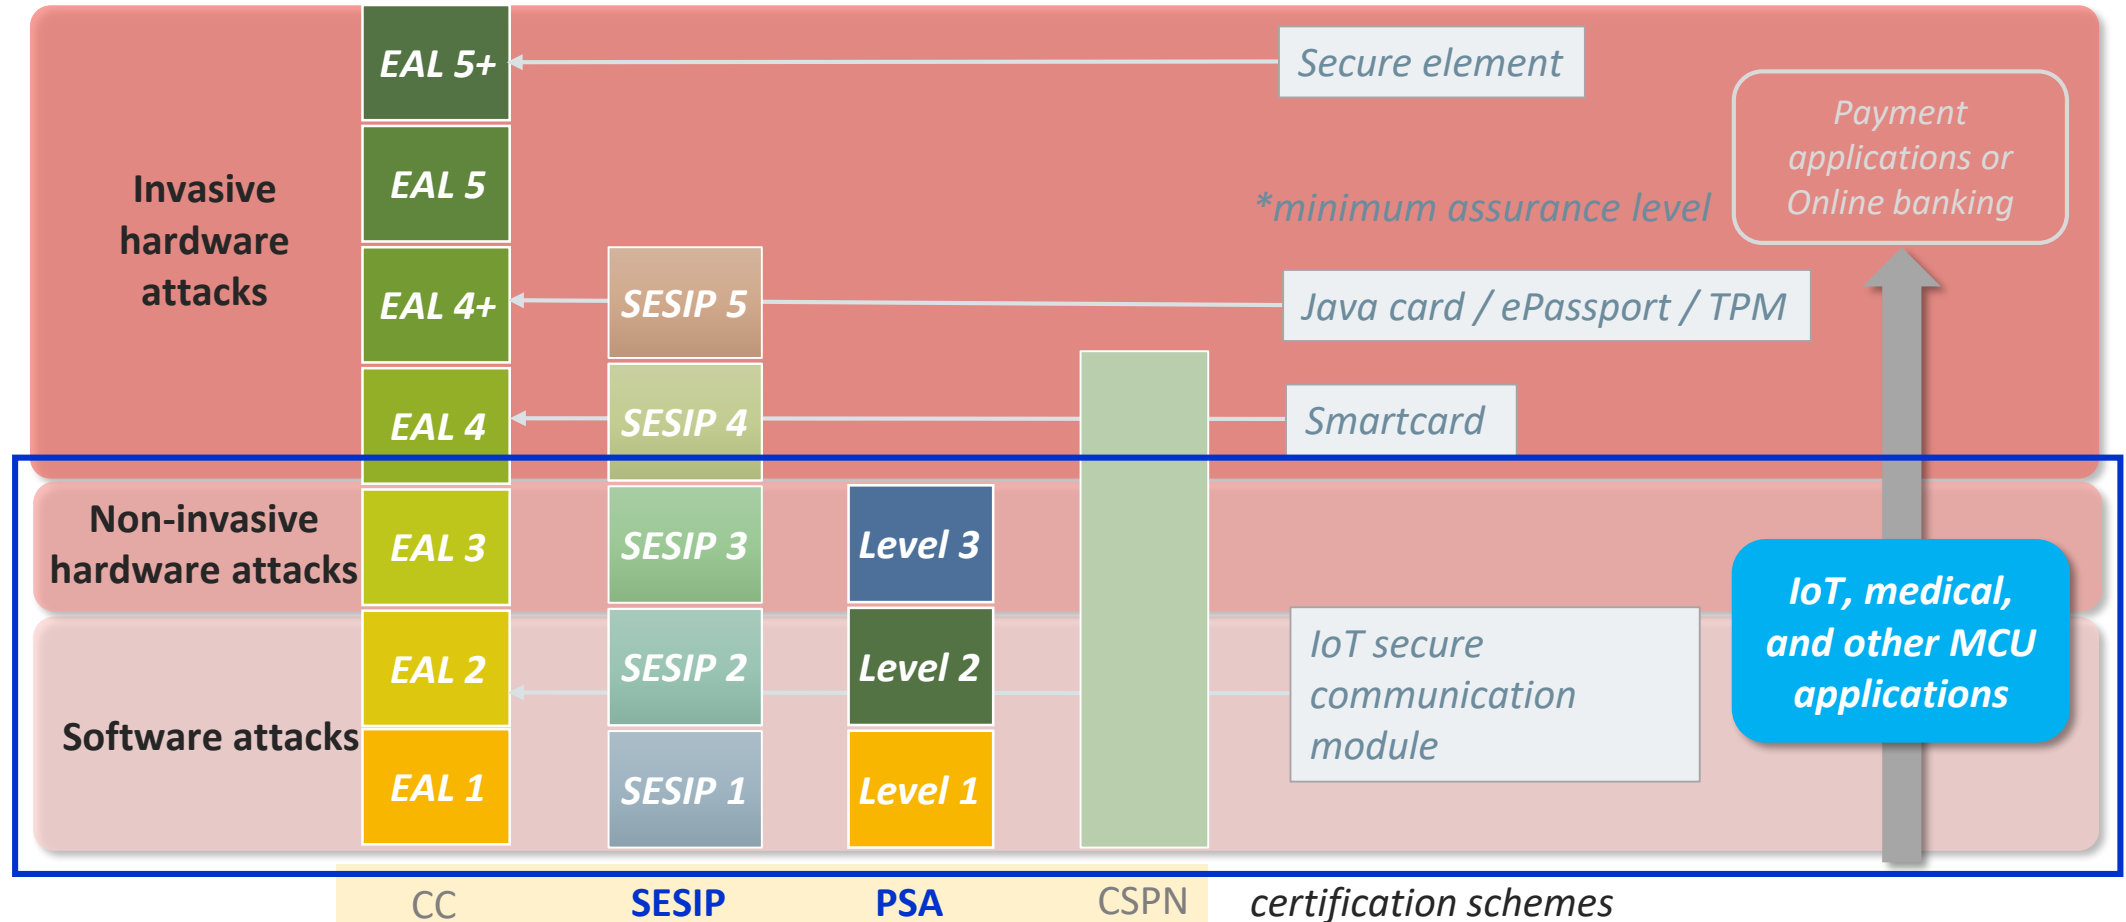 EAL 5+
Secure element
Payment
applications or
Online banking
Invasive
hardware
attacks
EAL 5
*minimum assurance level
EAL 4+
SESIP 5
Java card / ePassport / TPM
EAL 4
SESIP 4
Smartcard
Non-invasive
hardware attacks
EAL 3
SESIP 3
Level 3
IoT, medical,
and other MCU
applications
EAL 2
SESIP 2
Level 2
IoT secure
communication
module
Software attacks
EAL 1
SESIP 1
Level 1
CC
SESIP
PSA
CSPN
certification schemes